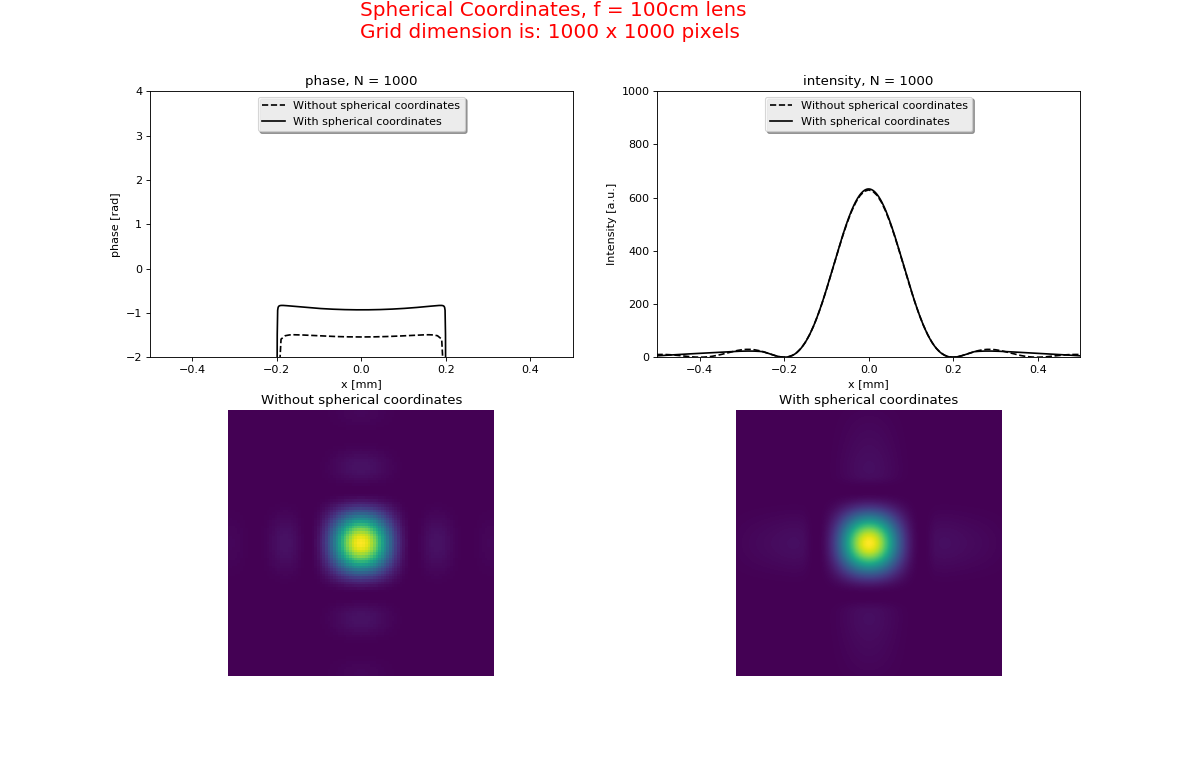 Spherical Coordinates, f = 100cm lens
Grid dimension is: 1000 x 1000 pixels
phase, N = 1000
Without spherical coordinates
With spherical coordinates
phase [rad]
4
3
2
1
0
−1
−2
−0.4
−0.2
0.0
0.2
0.4
x [mm]
intensity, N = 1000
Without spherical coordinates
With spherical coordinates
Intensity [a.u.]
1000
800
600
400
200
0
−0.4
−0.2
0.0
0.2
0.4
x [mm]
Without spherical coordinates
With spherical coordinates